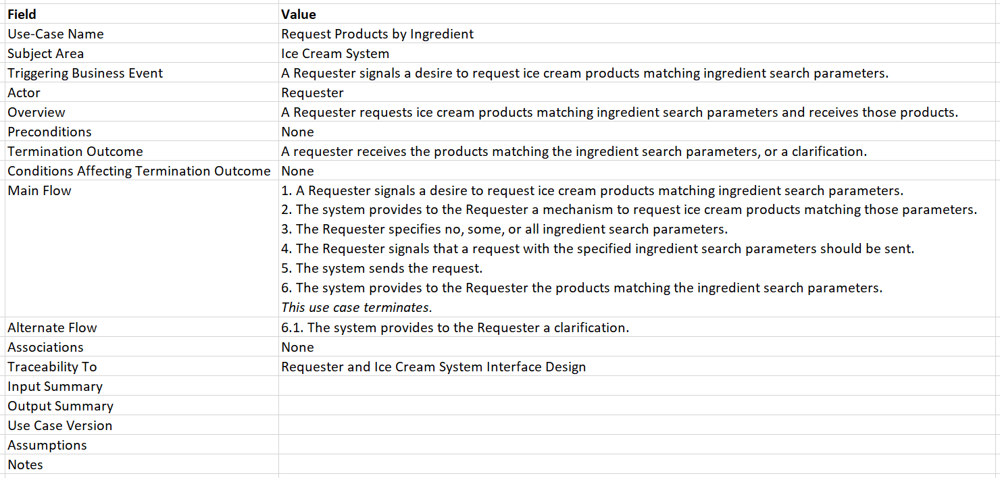 Field Value
Use-Case Name Request Products by Ingredient
Subject Area Ice Cream System
Triggering Business Event A Requester signals a desire to request ice cream products matching ingredient search parameters.
Actor Requester
Overview A Requester requests ice cream products matching ingredient search parameters and receives those products.
Preconditions None
Termination Outcome A requester receives the products matching the ingredient search parameters, or a clarification.
Conditions Affecting Termination Outcome None
Main Flow 1. A Requester signals a desire to request ice cream products matching ingredient search parameters.
2. The system provides to the Requester a mechanism to request ice cream products matching those parameters.
3. The Requester specifies no, some, or all ingredient search parameters.
4. The Requester signals that a request with the specified ingredient search parameters should be sent.
5. The system sends the request.
6. The system provides to the Requester the products matching the ingredient search parameters.
This use case terminates.
Alternate Flow 6.1. The system provides to the Requester a clarification.
Associations None
Traceability To Requester and Ice Cream System Interface Design
Input Summary
Output Summary
Use Case Version
Assumptions
Notes